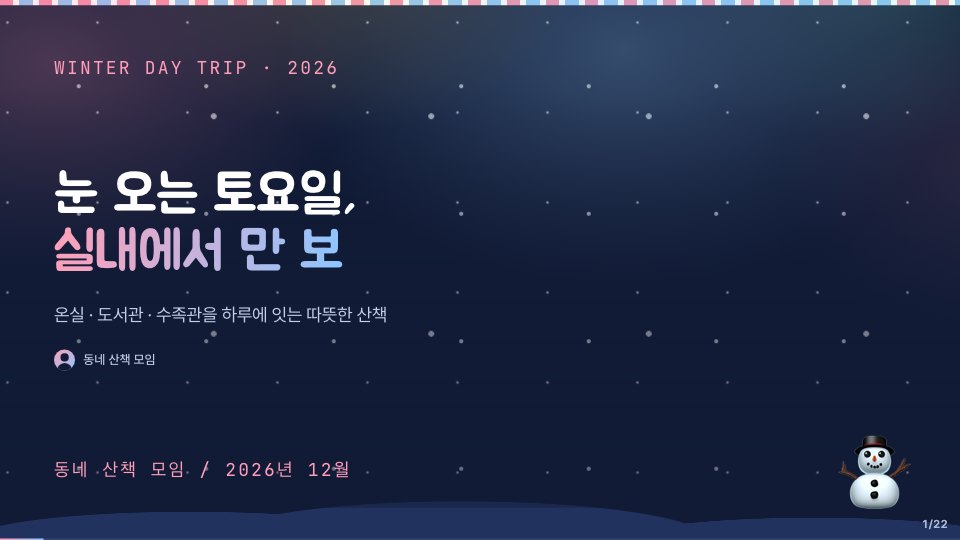 WINTER DAY TRIP · 2026
눈 오는 토요일,
실내에서 만 보
온실 · 도서관 · 수족관을 하루에 잇는 따뜻한 산책
동네 산책 모임
동네 산책 모임 / 2026년 12월
1/22